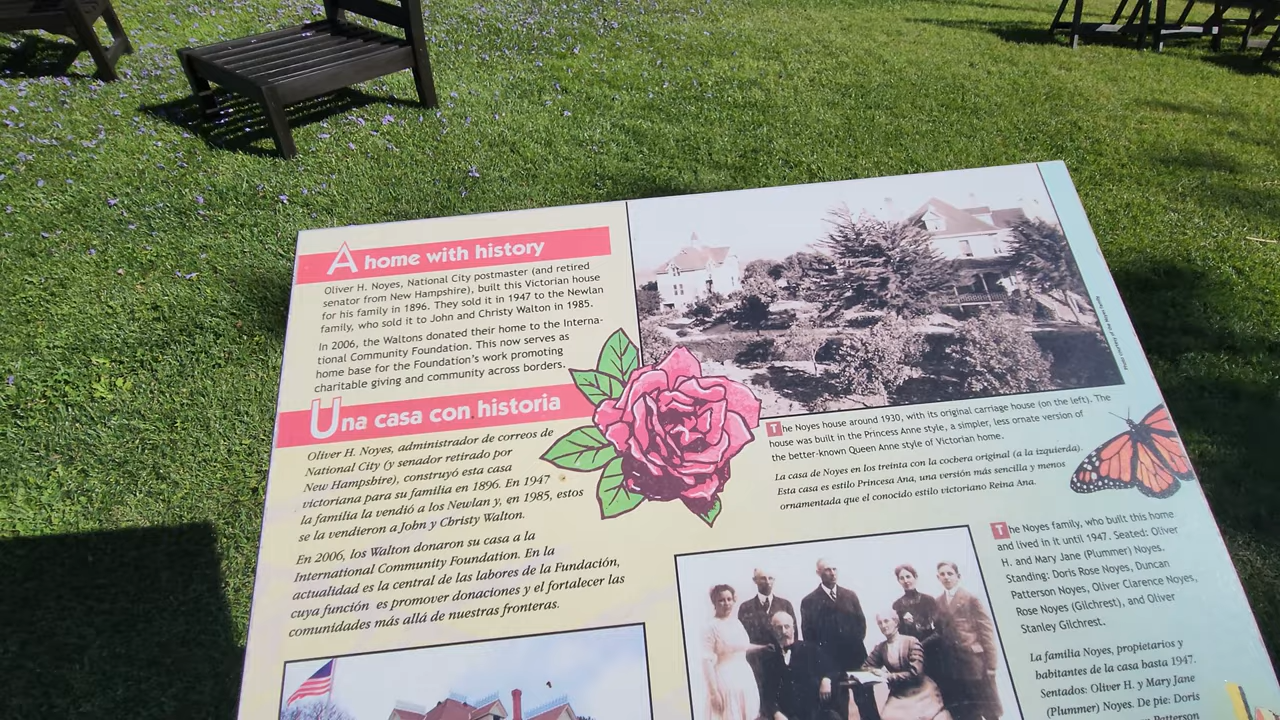 A home with history
Oliver H. Noyes, National City postmaster (and retired
senator from New Hampshire), built this Victorian house
for his family in 1896. They sold it in 1947 to the Newlan
family, who sold it to John and Christy Walton in 1985.
In 2006, the Waltons donated their home to the Interna-
tional Community Foundation. This now serves as
home base for the Foundation's work promoting
charitable giving and community across borders.
Una casa con historia
Oliver H. Noyes, administrador de correos de
National City (y senador retirado por
New Hampshire), construyó esta casa
victoriana para su familia en 1896. En 1947
la familia la vendió a los Newlan y, en 1985, estos
se la vendieron a John y Christy Walton.
En 2006, los Walton donaron su casa a la
International Community Foundation. En la
actualidad es la central de las labores de la Fundación,
cuya función es promover donaciones y el fortalecer las
comunidades más allá de nuestras fronteras.
The Noyes house around 1930, with its original carriage house (on the left). The
house was built in the Princess Anne style, a simpler, less ornate version of
the better-known Queen Anne style of Victorian home.
La casa de Noyes en los treinta con la cochera original (a la izquierda).
Esta casa es estilo Princesa Ana, una versión más sencilla y menos
ornamentada que el conocido estilo victoriano Reina Ana.
The Noyes family, who built this home
and lived in it until 1947. Seated: Oliver
H. and Mary Jane (Plummer) Noyes.
Standing: Doris Rose Noyes, Duncan
Patterson Noyes, Oliver Clarence Noyes,
Rose Noyes (Gilchrest), and Oliver
Stanley Gilchrest.
La familia Noyes, propietarios y
habitantes de la casa hasta 1947.
Sentados: Oliver H. y Mary Jane
(Plummer) Noyes. De pie: Doris
Patterson